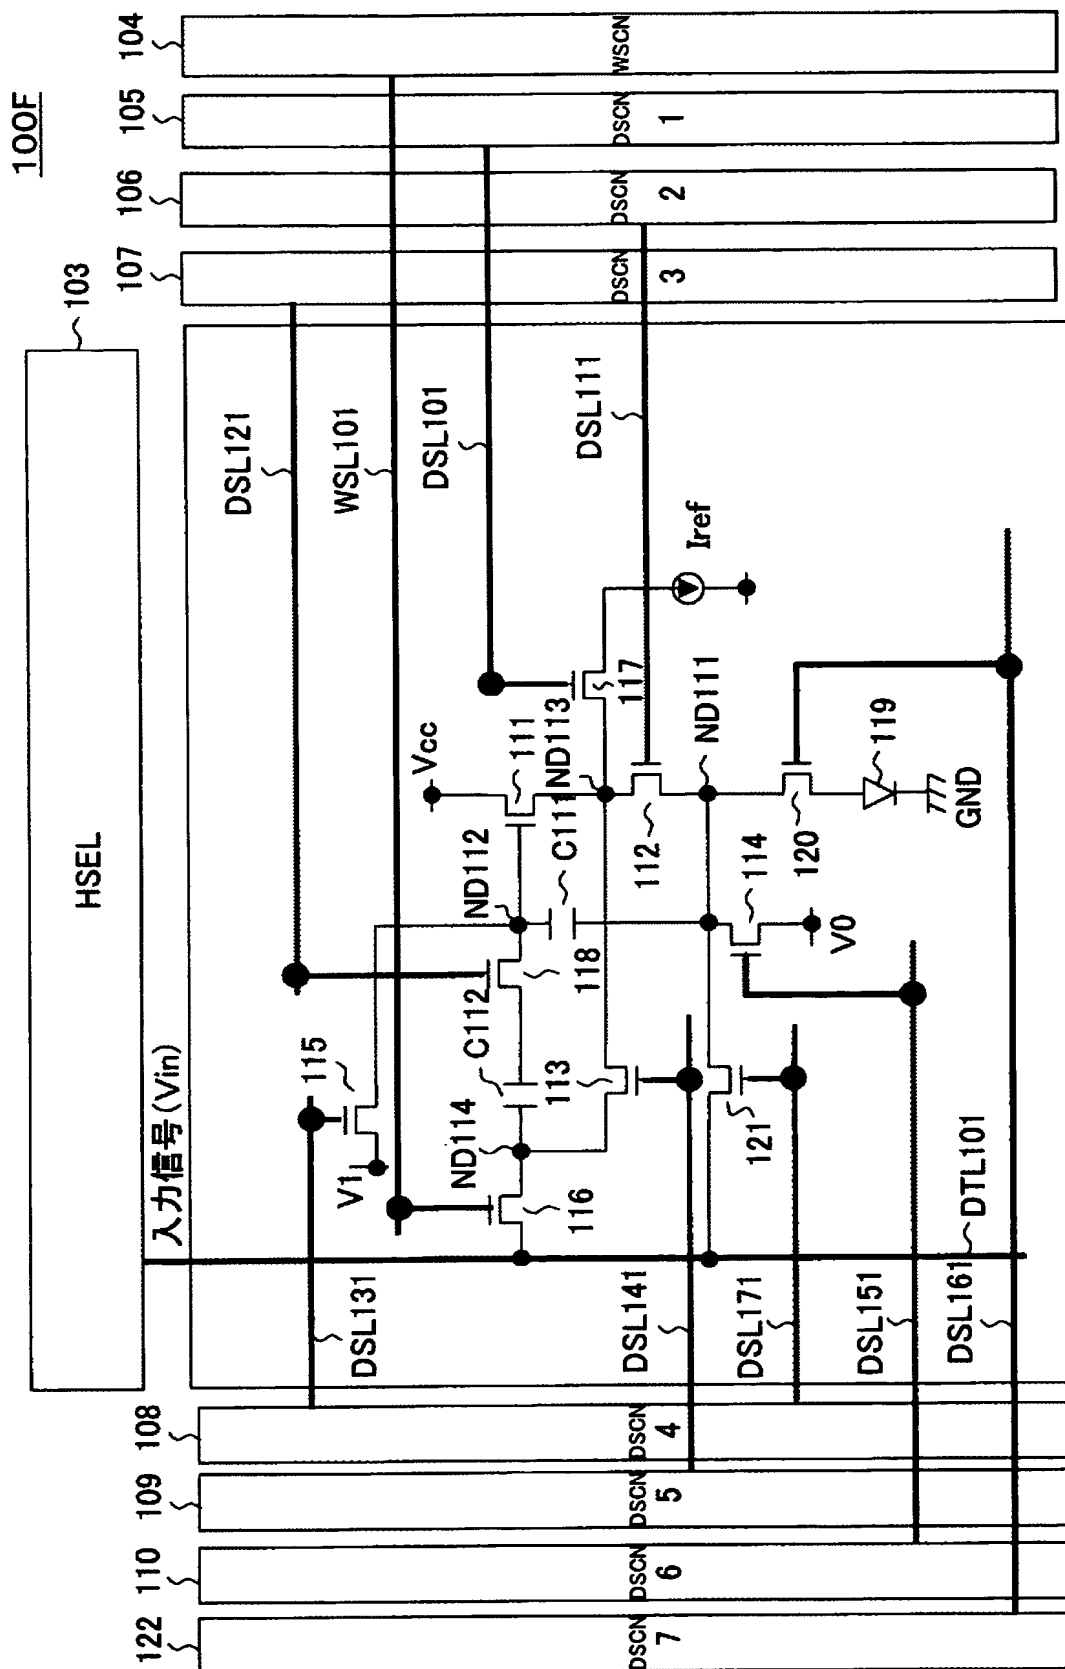 100F
103
HSEL
入力信号(Vin)
104
WSCN
105
DSCN
1
106
DSCN
2
107
DSCN
3
108
DSCN
4
109
DSCN
5
110
DSCN
6
122
DSCN
7
DSL121
WSL101
DSL101
DSL111
DSL131
DSL141
DSL171
DSL151
DSL161
DTL101
Vcc
111
ND113
117
Iref
ND112
C111
112
ND111
118
C112
115
V1
ND114
116
113
121
114
V0
120
119
GND